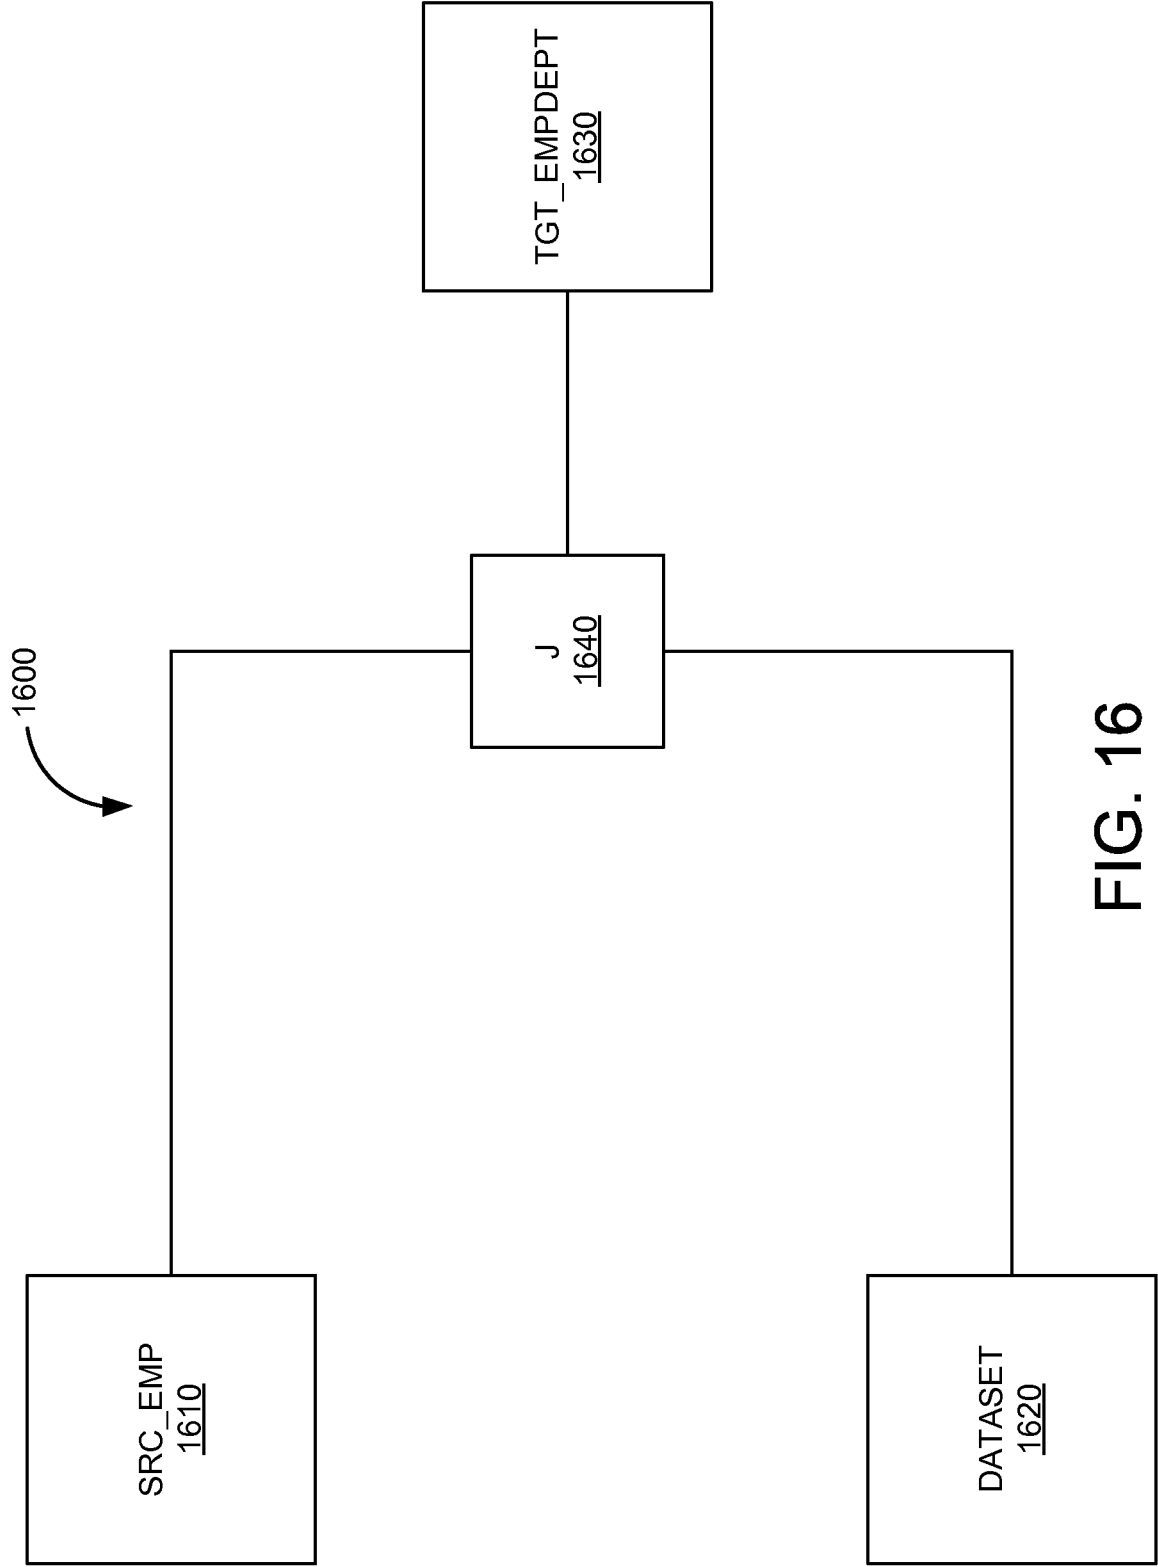 1600
SRC_EMP
1610
J
1640
TGT_EMPDEPT
1630
DATASET
1620
FIG. 16